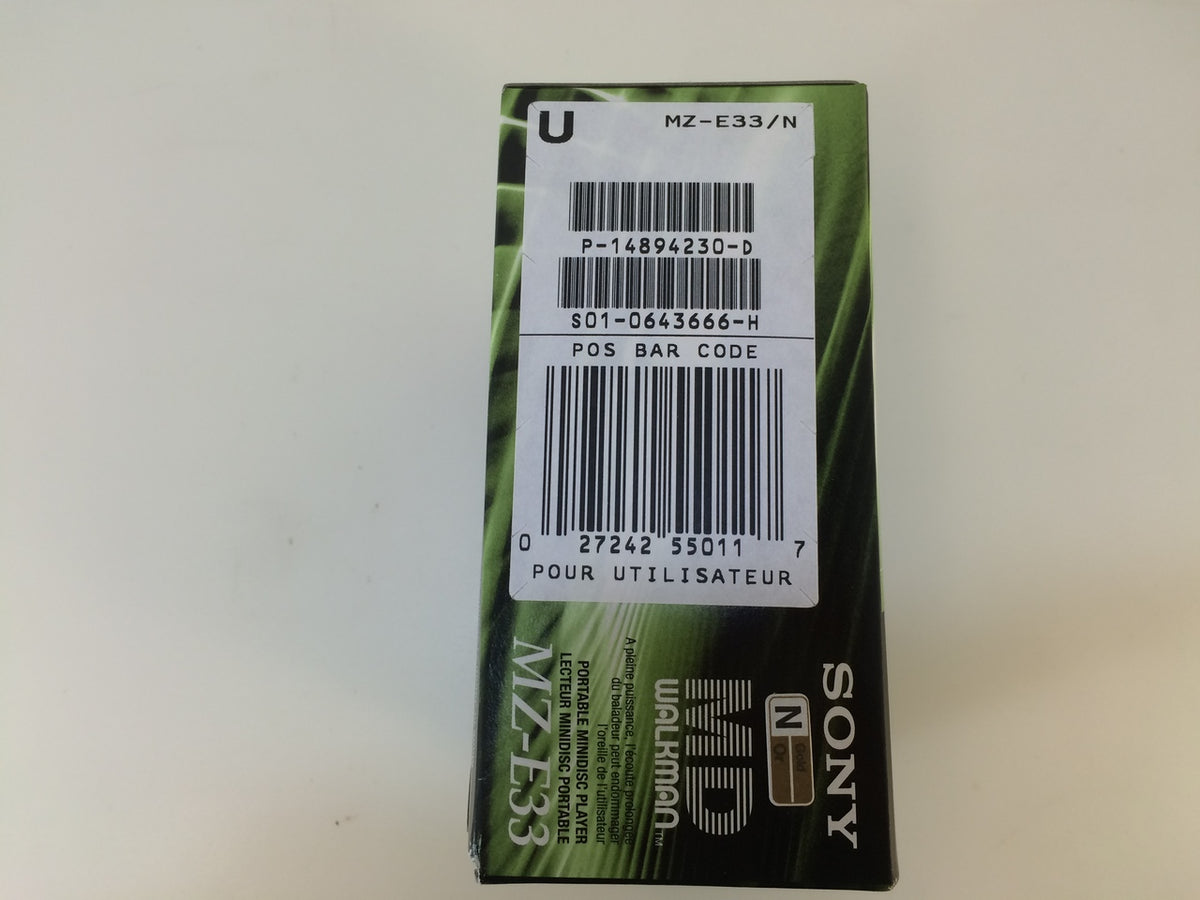 U MZ-E33/N
P-14894230-D
S01-0643666-H
POS BAR CODE
0 27242 55011 7
POUR UTILISATEUR
SONY
N Gold
Or
MD
WALKMAN™
A pleine puissance, l'écoute prolongée
du baladeur peut endommager
l'oreille de l'utilisateur
PORTABLE MINIDISC PLAYER
LECTEUR MINIDISC PORTABLE
MZ-E33